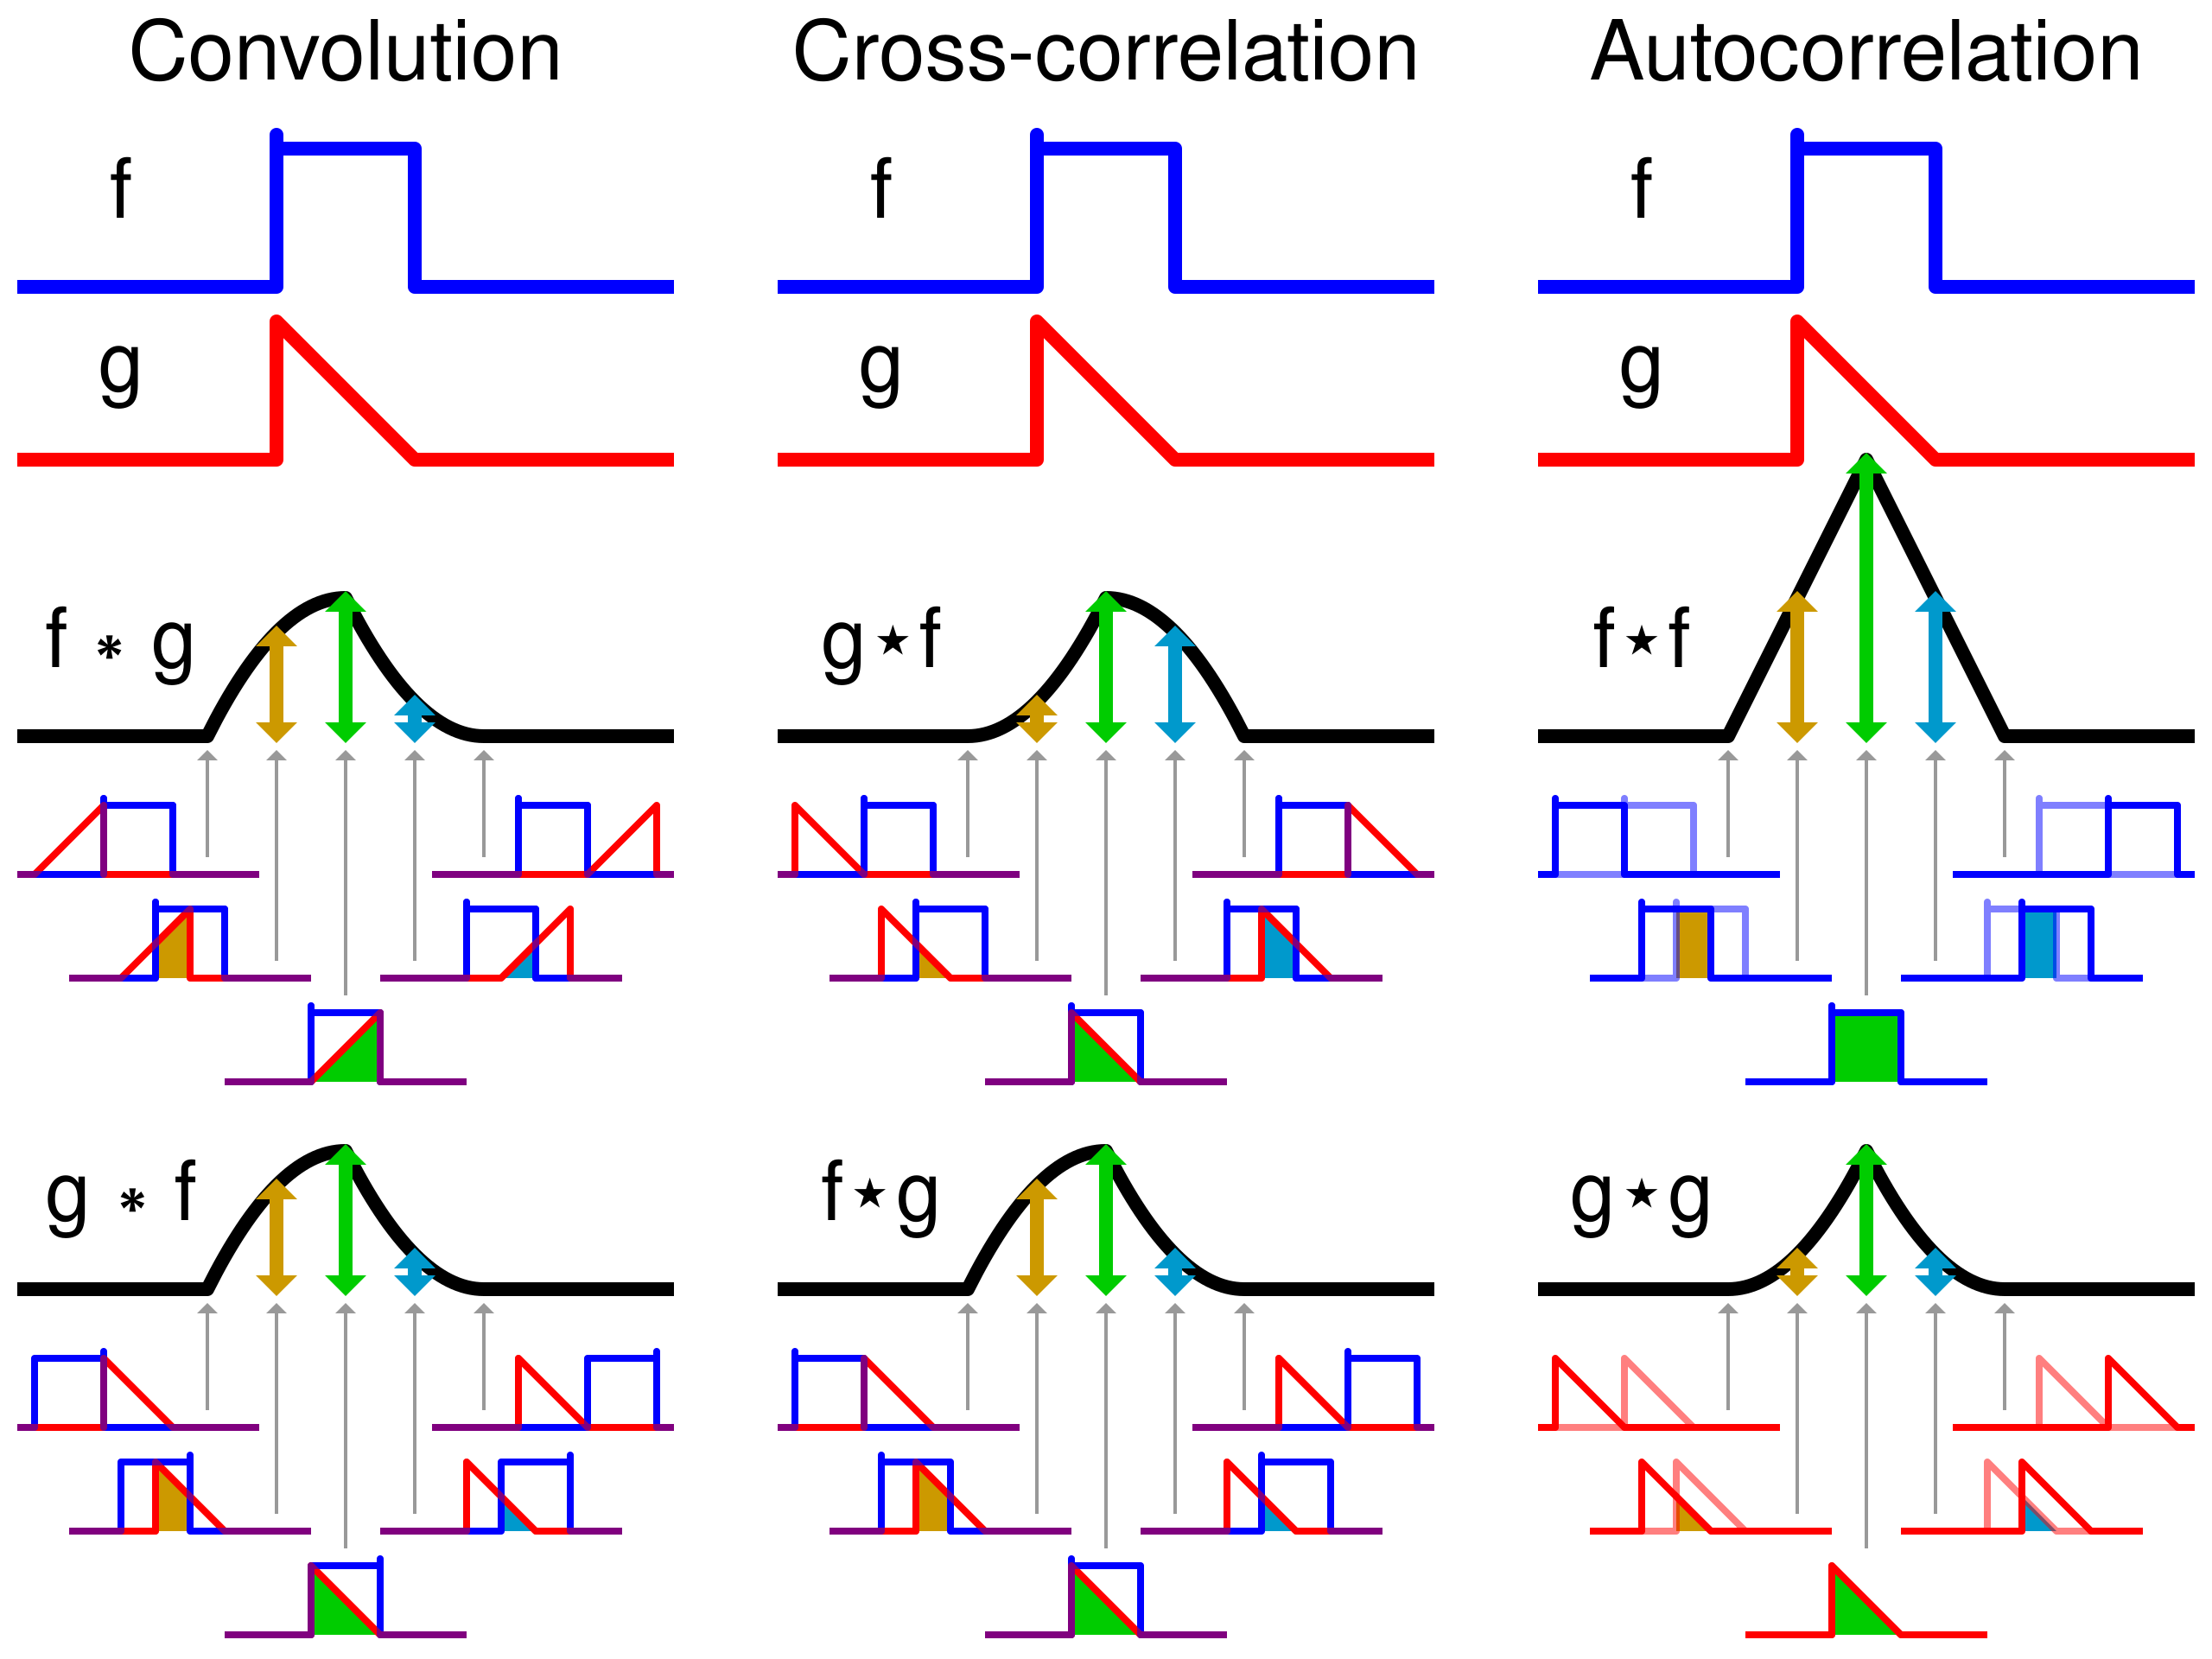 Convolution Cross-correlation Autocorrelation
f f f
g g g
f * g g⋆f f⋆f
g * f f⋆g g⋆g